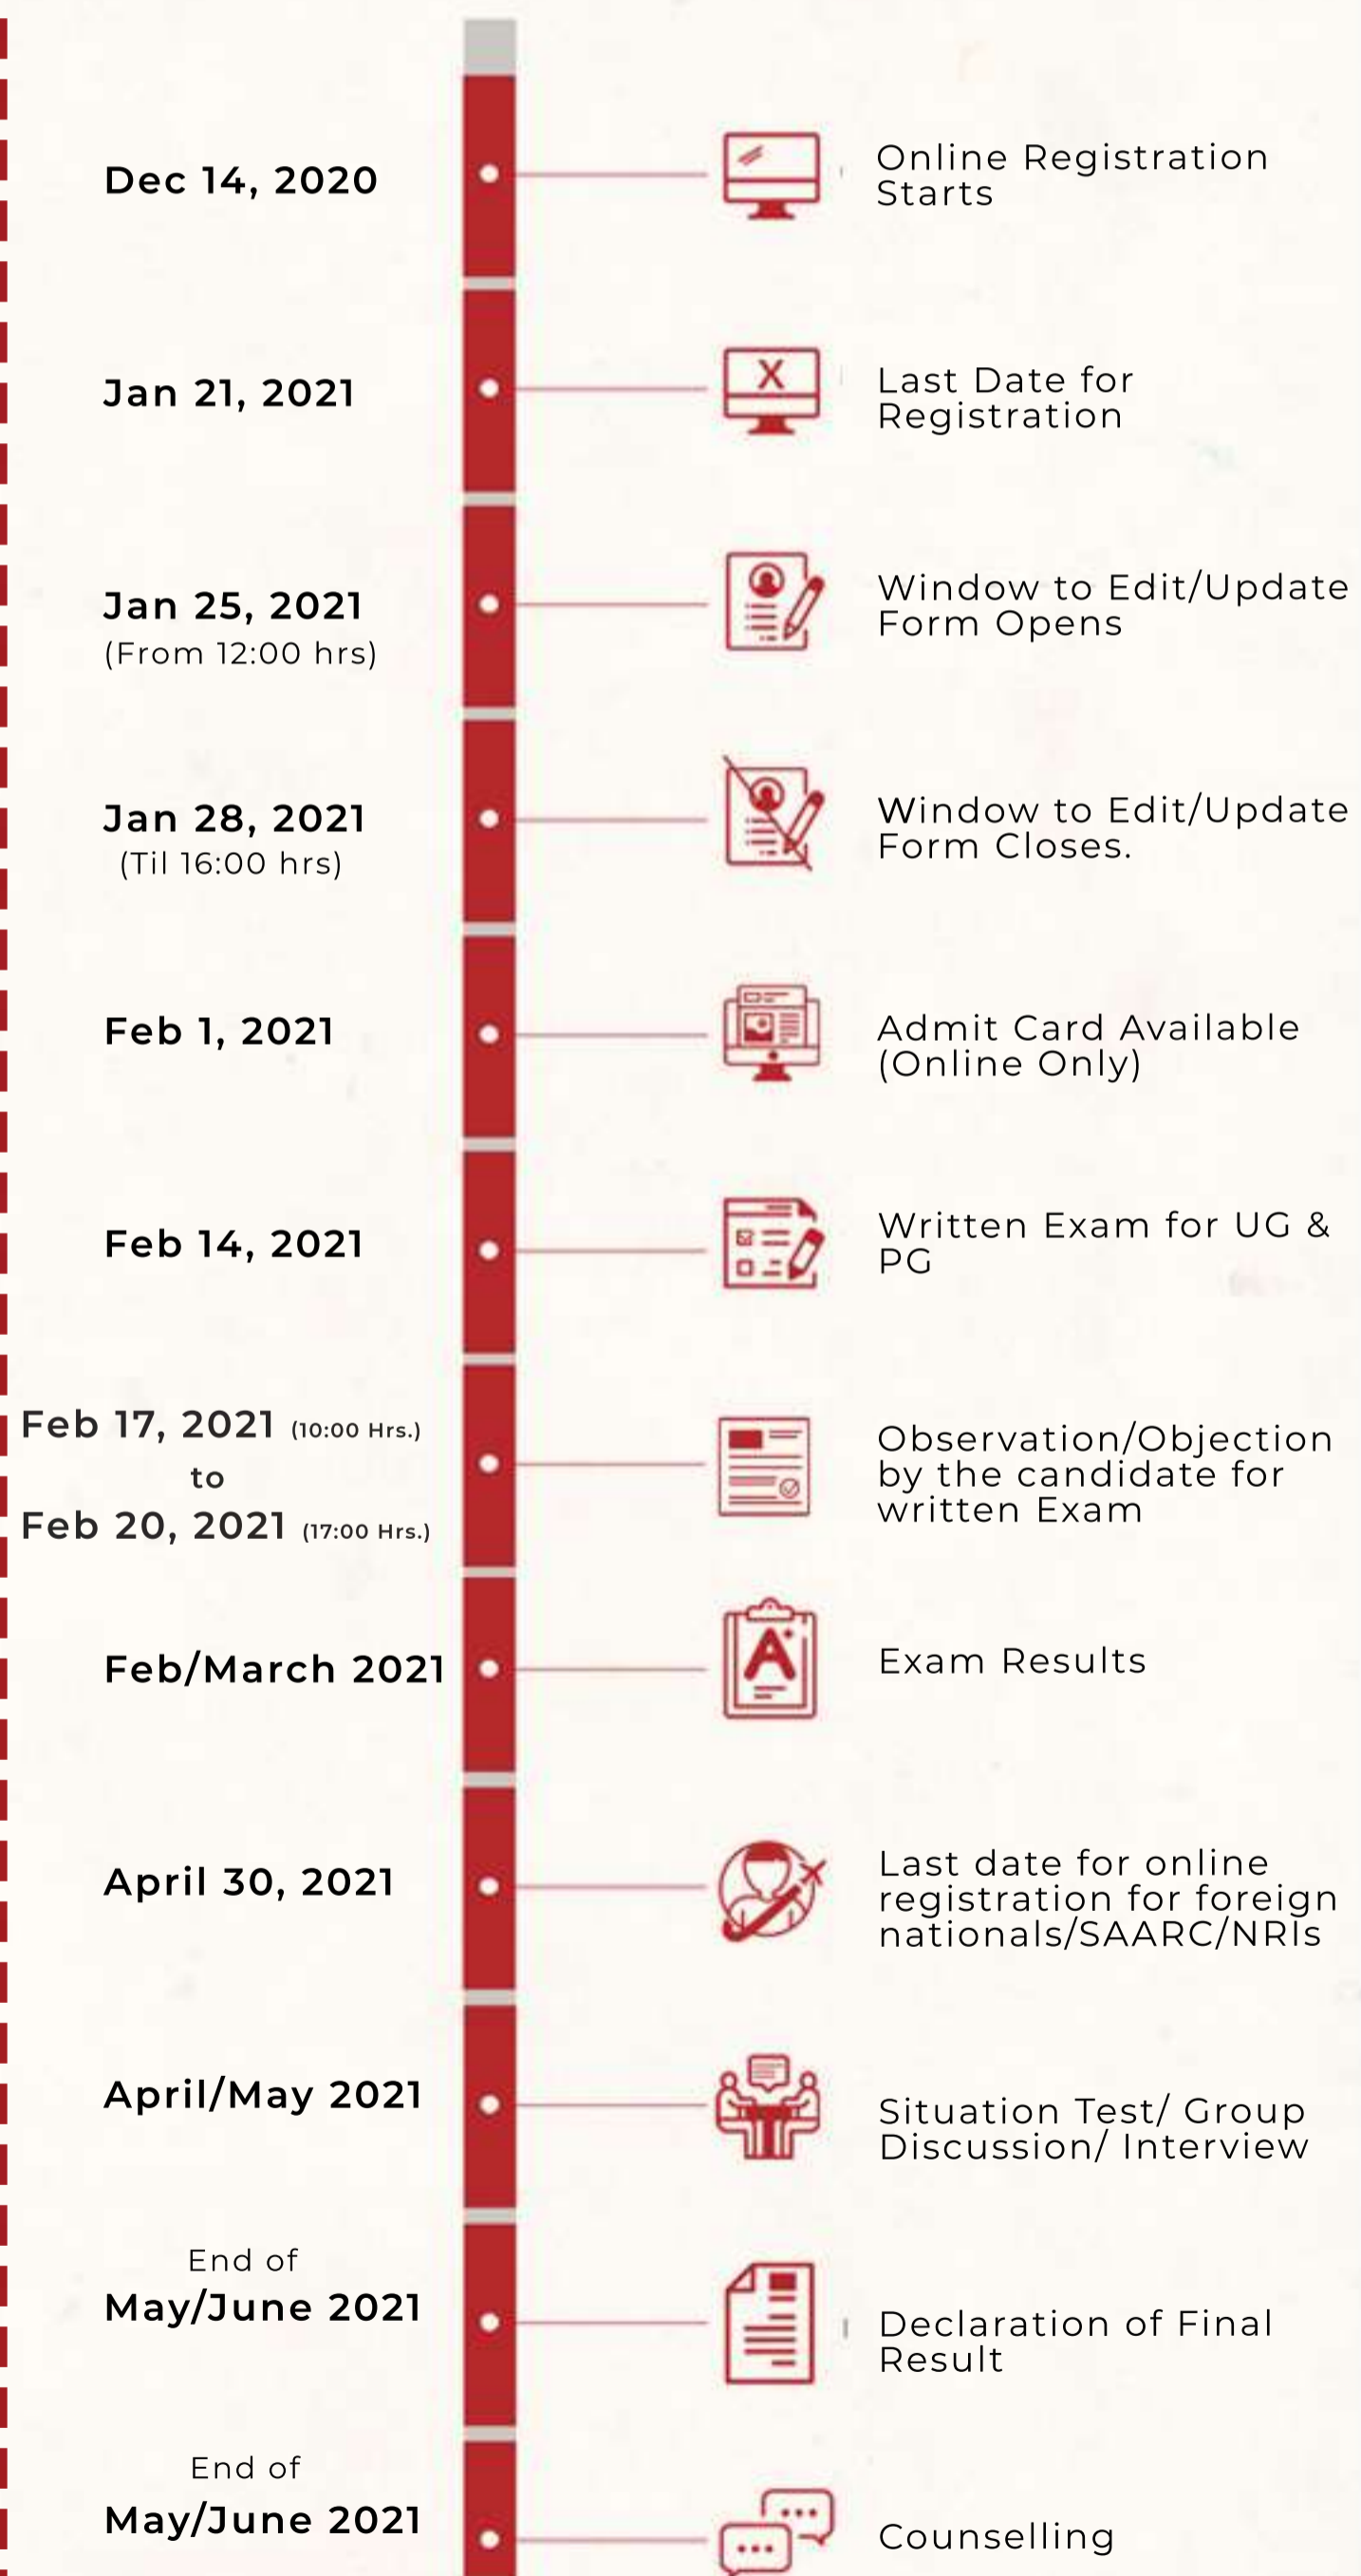 Dec 14, 2020
Online Registration
Starts
Jan 21, 2021
X
Last Date for
Registration
Jan 25, 2021
(From 12:00 hrs)
Window to Edit/Update
Form Opens
Jan 28, 2021
(Til 16:00 hrs)
Window to Edit/Update
Form Closes.
Feb 1, 2021
Admit Card Available
(Online Only)
Feb 14, 2021
Written Exam for UG &
PG
Feb 17, 2021 (10:00 Hrs.)
to
Feb 20, 2021 (17:00 Hrs.)
Observation/Objection
by the candidate for
written Exam
Feb/March 2021
A+
Exam Results
April 30, 2021
Last date for online
registration for foreign
nationals/SAARC/NRIs
April/May 2021
Situation Test/ Group
Discussion/ Interview
End of
May/June 2021
Declaration of Final
Result
End of
May/June 2021
Counselling